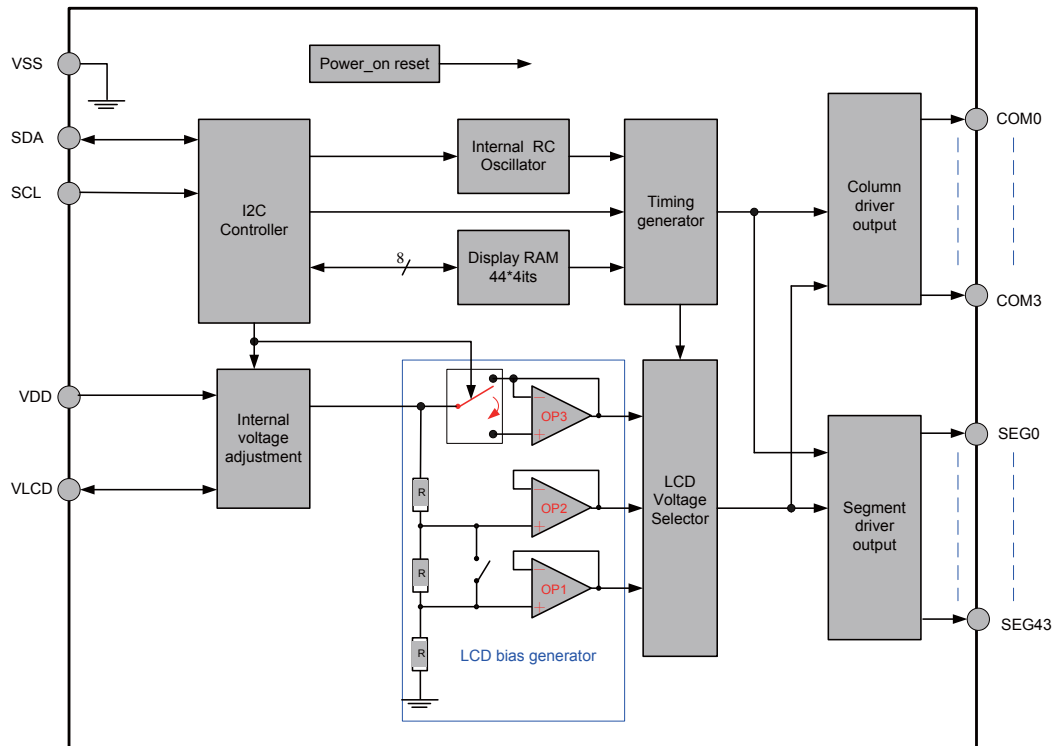 VSS
Power_on reset
SDA
SCL
I2C
Controller
Internal RC
Oscillator
8
Display RAM
44*4its
Timing
generator
Column
driver
output
COM0
COM3
VDD
VLCD
Internal
voltage
adjustment
OP3
R
OP2
R
OP1
R
LCD bias generator
LCD
Voltage
Selector
Segment
driver
output
SEG0
SEG43